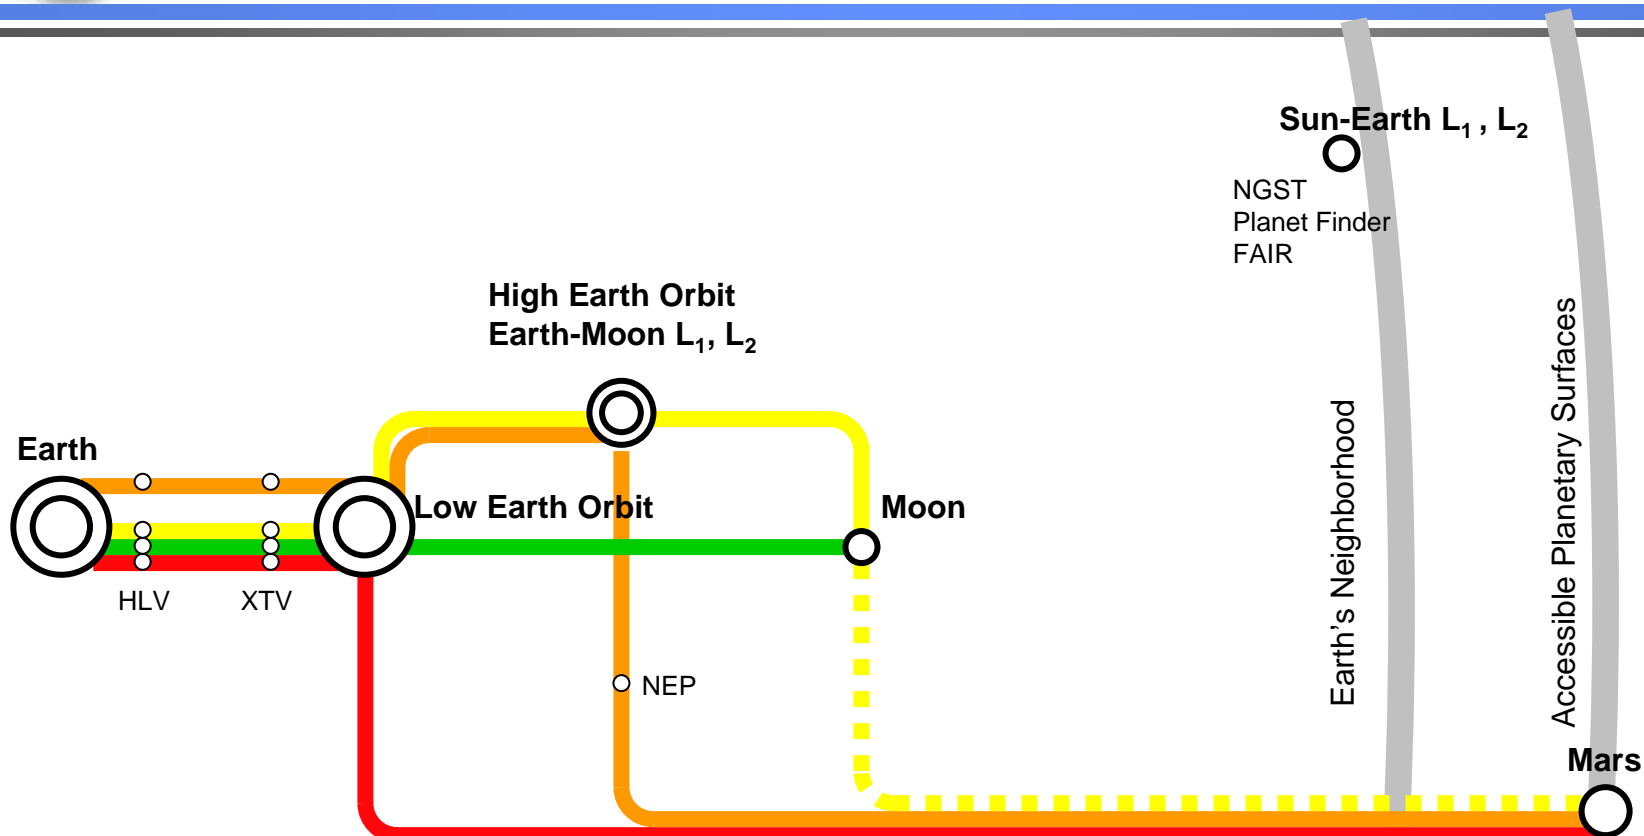 Sun-Earth L₁ , L₂
NGST
Planet Finder
FAIR
High Earth Orbit
Earth-Moon L₁, L₂
Earth
Low Earth Orbit
Moon
HLV
XTV
NEP
Earth’s Neighborhood
Accessible Planetary Surfaces
Mars